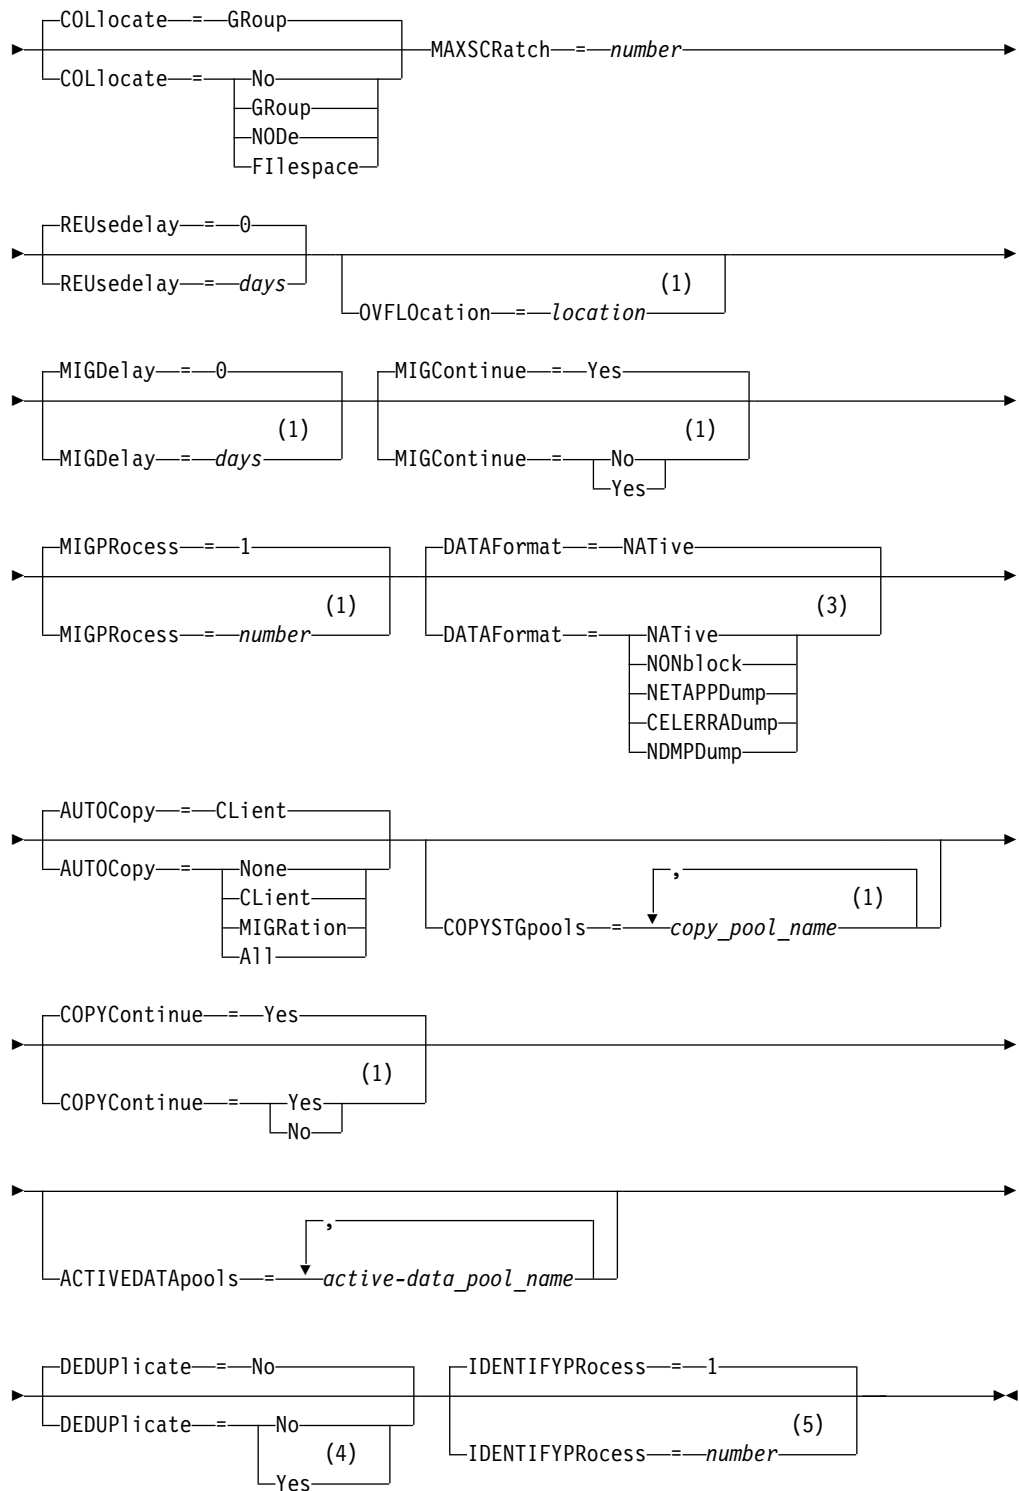 COLlocate = GRoup
MAXSCRatch = number
COLlocate = No
GRoup
NODe
FIlespace
REUsedelay = 0
REUsedelay = days
(1)
OVFLOcation = location
MIGDelay = 0
(1)
MIGDelay = days
MIGContinue = Yes
(1)
MIGContinue = No
Yes
MIGPRocess = 1
(1)
MIGPRocess = number
DATAFormat = NATive
(3)
DATAFormat = NATive
NONblock
NETAPPDump
CELERRADump
NDMPDump
AUTOCopy = CLient
AUTOCopy = None
CLient
MIGRation
All
,
(1)
COPYSTGpools = copy_pool_name
COPYContinue = Yes
(1)
COPYContinue = Yes
No
,
ACTIVEDATApools = active-data_pool_name
DEDUPlicate = No
DEDUPlicate = No
(4)
Yes
IDENTIFYPRocess = 1
(5)
IDENTIFYPRocess = number